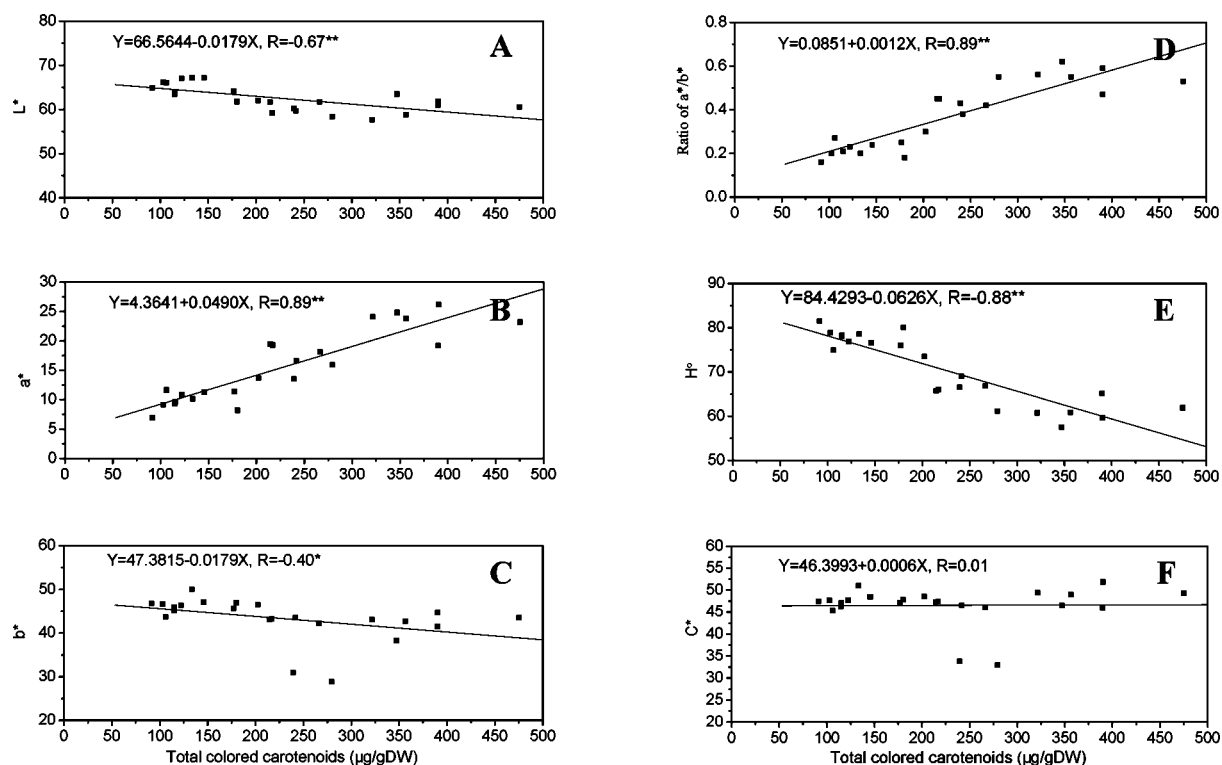 Y=66.5644-0.0179X, R=-0.67**
A
L*
70
60
50
40
0 50 100 150 200 250 300 350 400 450 500
Y=0.0851+0.0012X, R=0.89**
D
Ratio of a*/b*
0.8
0.6
0.4
0.2
0.0
0 50 100 150 200 250 300 350 400 450 500
Y=4.3641+0.0490X, R=0.89**
B
a*
30
25
20
15
10
5
0
0 50 100 150 200 250 300 350 400 450 500
Y=84.4293-0.0626X, R=-0.88**
E
H°
90
80
70
60
50
0 50 100 150 200 250 300 350 400 450 500
Y=47.3815-0.0179X, R=-0.40*
C
b*
60
50
40
30
20
0 50 100 150 200 250 300 350 400 450 500
Total colored carotenoids (µg/gDW)
Y=46.3993+0.0006X, R=0.01
F
C*
60
55
50
45
40
35
30
25
20
0 50 100 150 200 250 300 350 400 450 500
Total colored carotenoids (µg/gDW)